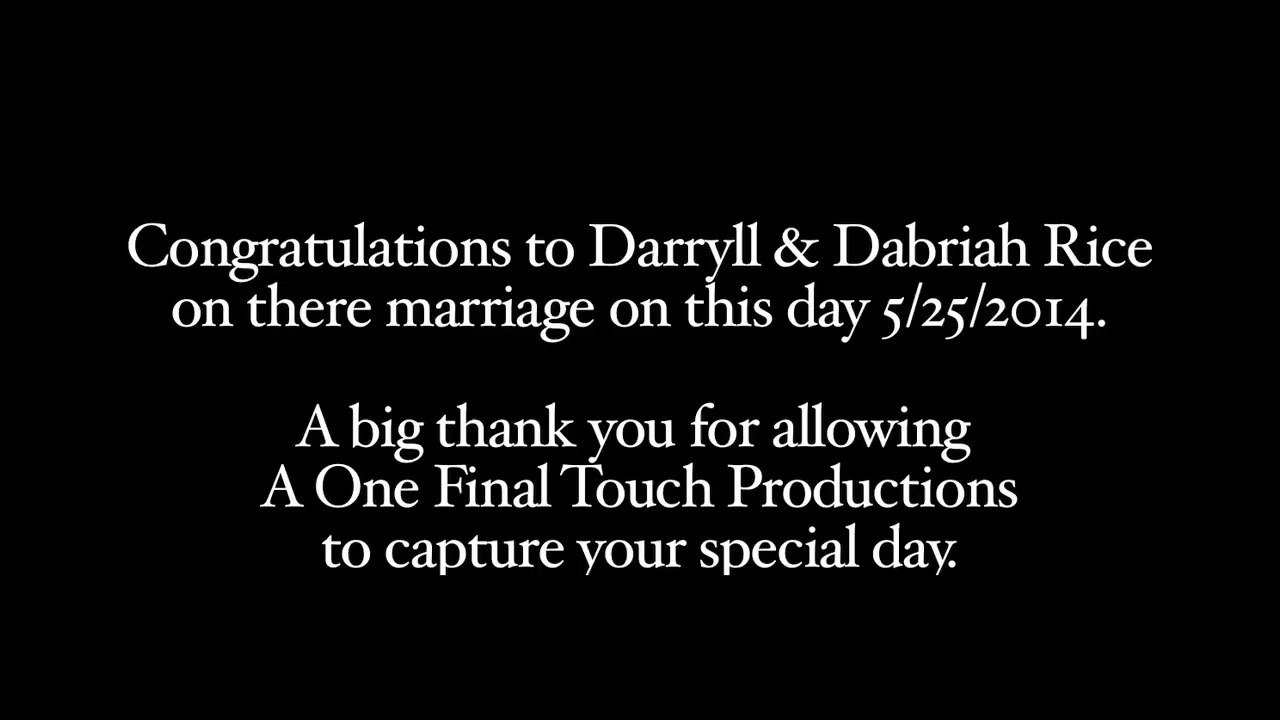 Congratulations to Darryll & Dabriah Rice
on there marriage on this day 5/25/2014.
A big thank you for allowing
A One Final Touch Productions
to capture your special day.